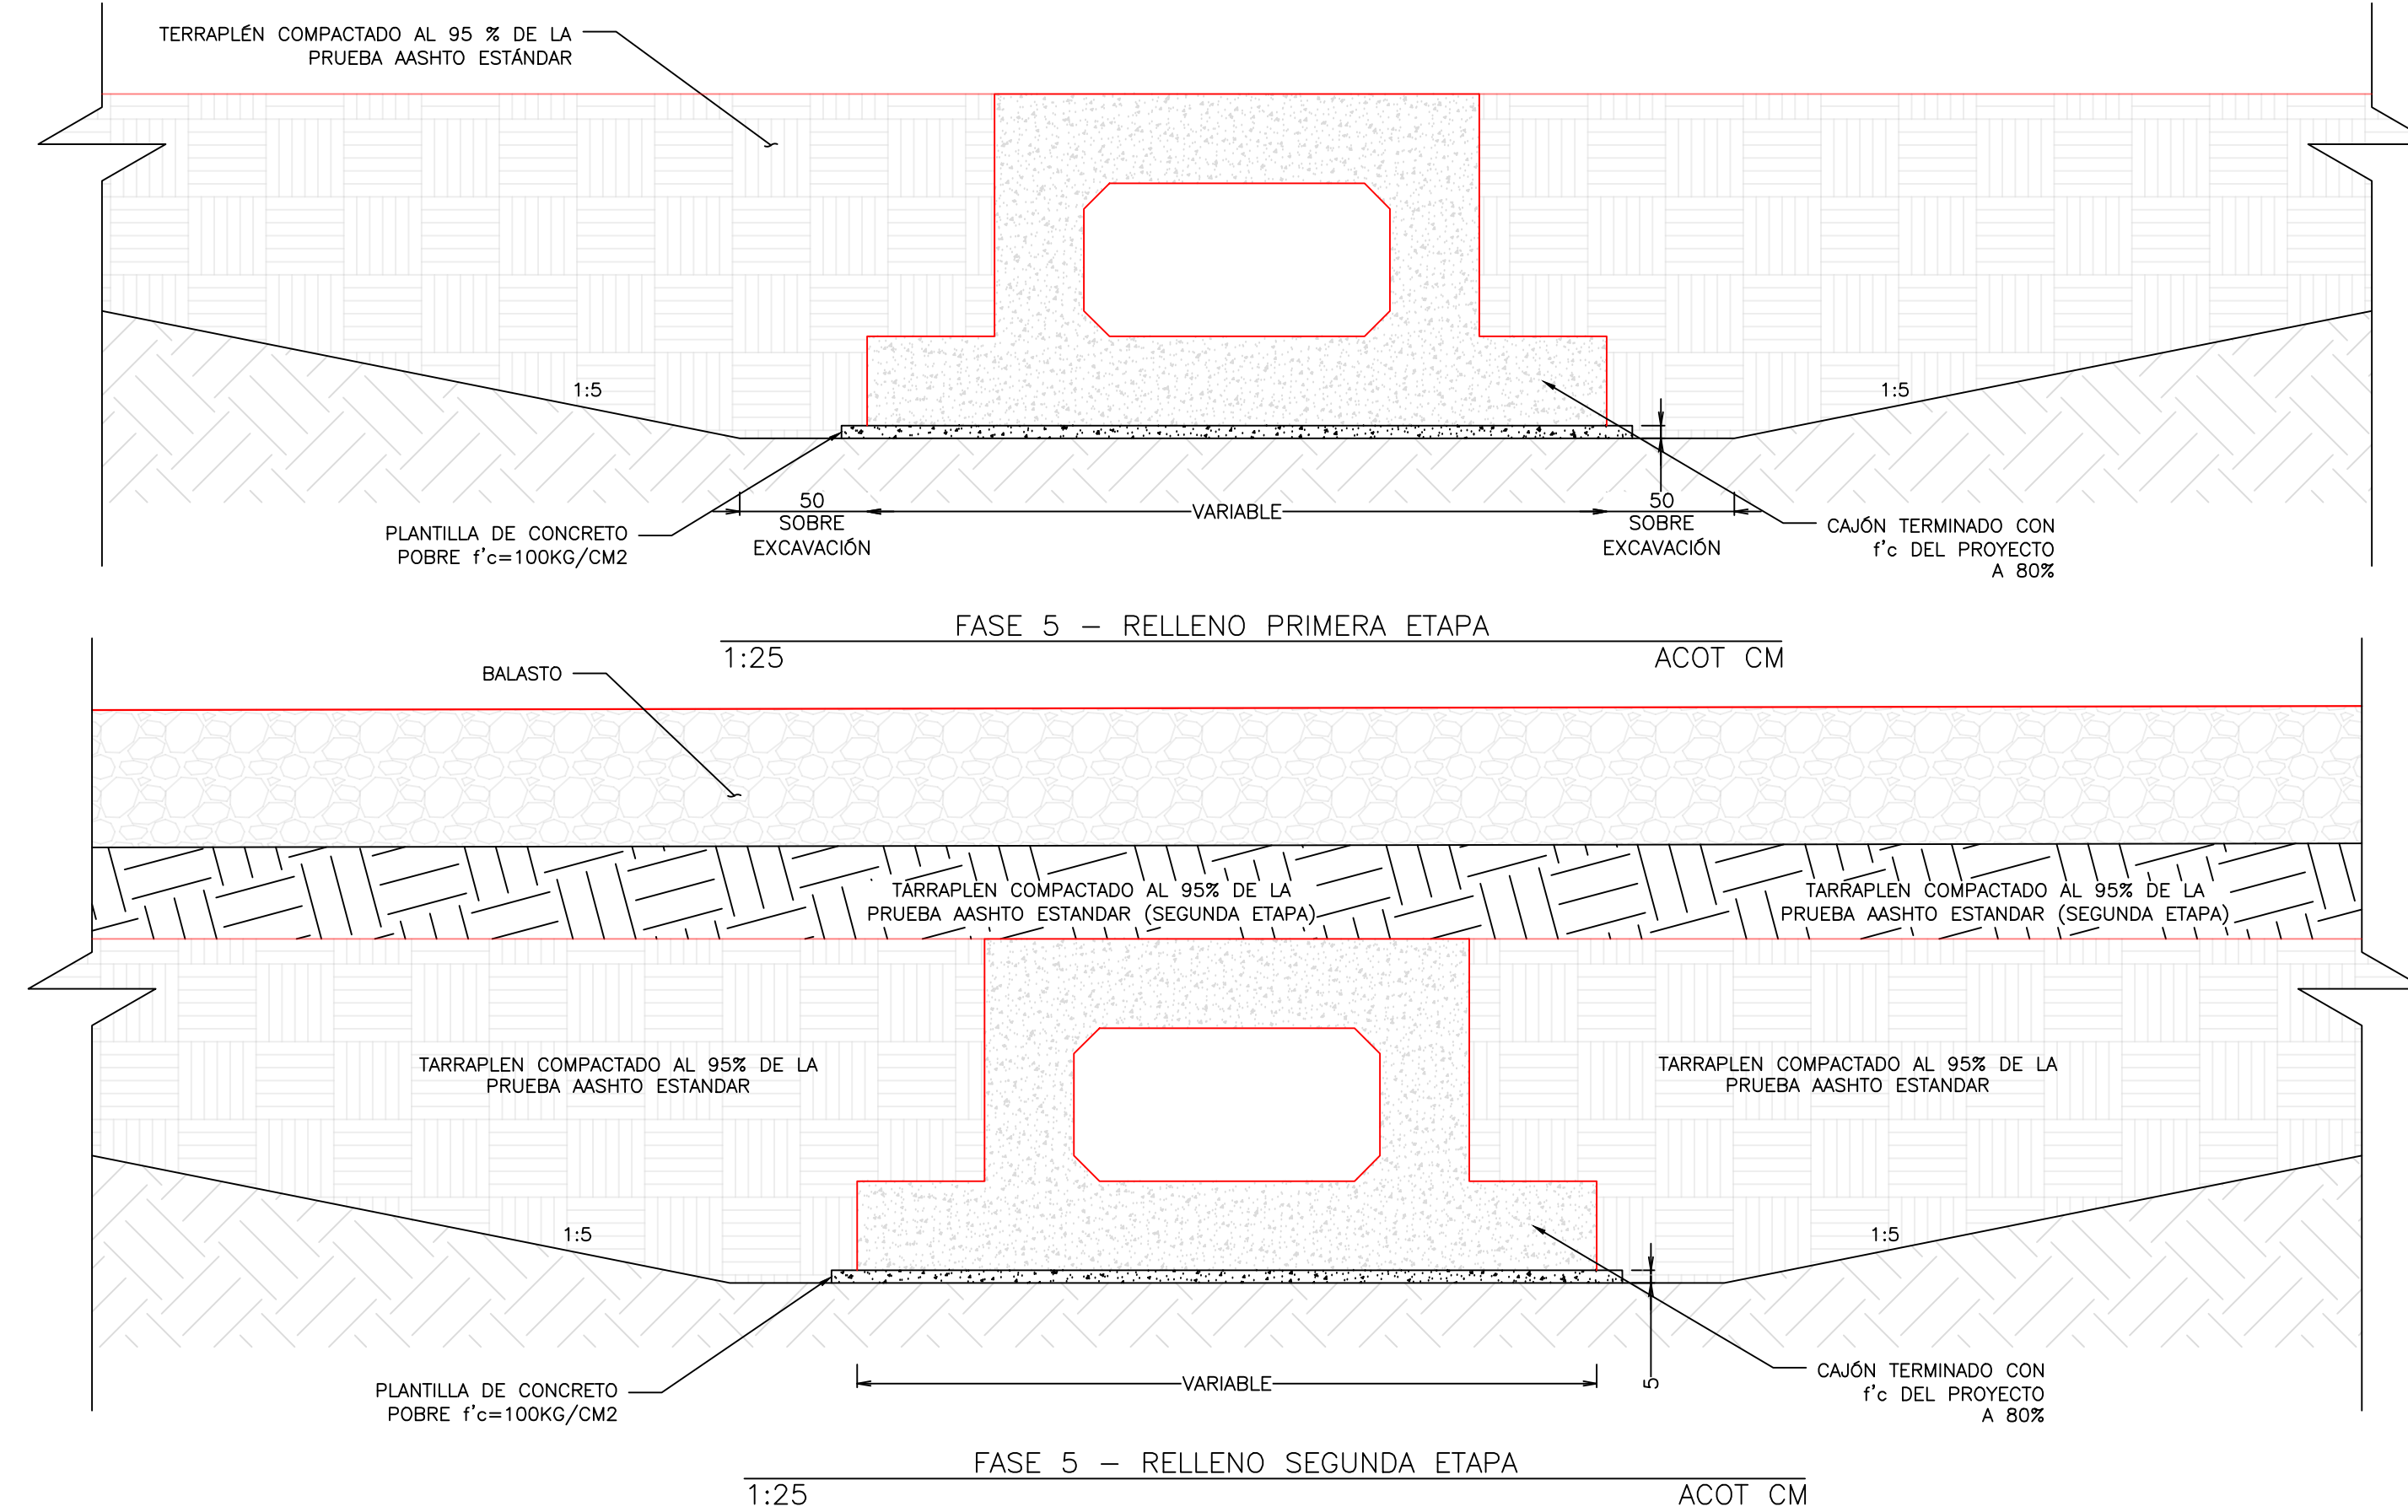 TERRAPLÉN COMPACTADO AL 95 % DE LA
PRUEBA AASHTO ESTÁNDAR
1:5
1:5
50
SOBRE
EXCAVACIÓN
VARIABLE
50
SOBRE
EXCAVACIÓN
PLANTILLA DE CONCRETO
POBRE f'c=100KG/CM2
CAJÓN TERMINADO CON
f'c DEL PROYECTO
A 80%
FASE 5 - RELLENO PRIMERA ETAPA
1:25
ACOT CM
BALASTO
TARRAPLEN COMPACTADO AL 95% DE LA
PRUEBA AASHTO ESTANDAR (SEGUNDA ETAPA)
TARRAPLEN COMPACTADO AL 95% DE LA
PRUEBA AASHTO ESTANDAR (SEGUNDA ETAPA)
TARRAPLEN COMPACTADO AL 95% DE LA
PRUEBA AASHTO ESTANDAR
TARRAPLEN COMPACTADO AL 95% DE LA
PRUEBA AASHTO ESTANDAR
1:5
1:5
VARIABLE
5
PLANTILLA DE CONCRETO
POBRE f'c=100KG/CM2
CAJÓN TERMINADO CON
f'c DEL PROYECTO
A 80%
FASE 5 - RELLENO SEGUNDA ETAPA
1:25
ACOT CM